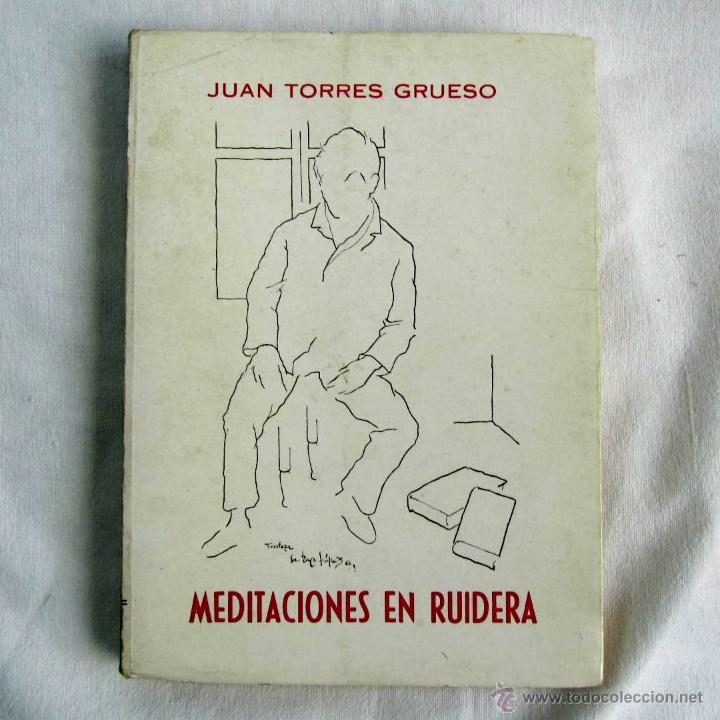 JUAN TORRES GRUESO
MEDITACIONES EN RUIDERA
www.todocoleccion.net